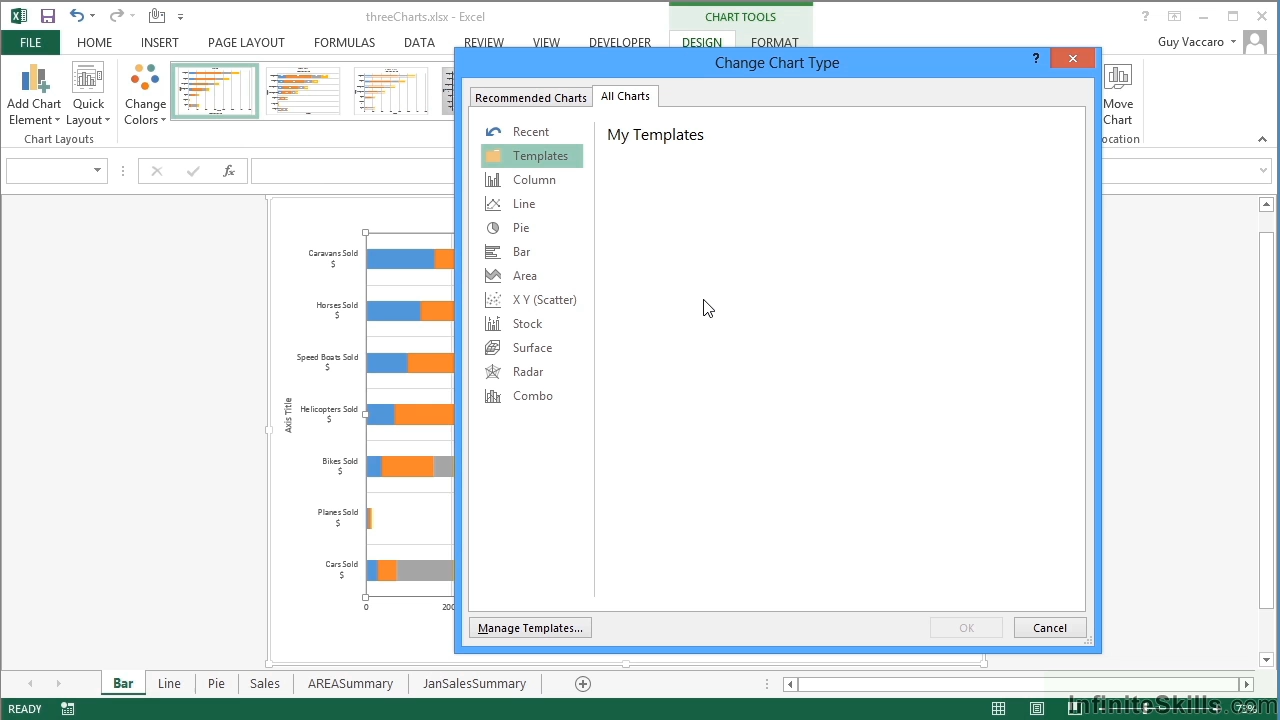 threeCharts.xlsx - Excel
CHART TOOLS
?
FILE HOME INSERT PAGE LAYOUT FORMULAS DATA REVIEW VIEW DEVELOPER DESIGN FORMAT
Guy Vaccaro
Add Chart Element
Quick Layout
Change Colors
Chart Layouts
Move Chart
Location
fx
Change Chart Type
?
Recommended Charts
All Charts
Recent
Templates
Column
Line
Pie
Bar
Area
X Y (Scatter)
Stock
Surface
Radar
Combo
My Templates
Manage Templates...
OK
Cancel
Axis Title
Caravans Sold
$
Horses Sold
$
Speed Boats Sold
$
Helicopters Sold
$
Bikes Sold
$
Planes Sold
$
Cars Sold
$
0
Bar Line Pie Sales AREASummary JanSalesSummary
READY
InfiniteSkills.com